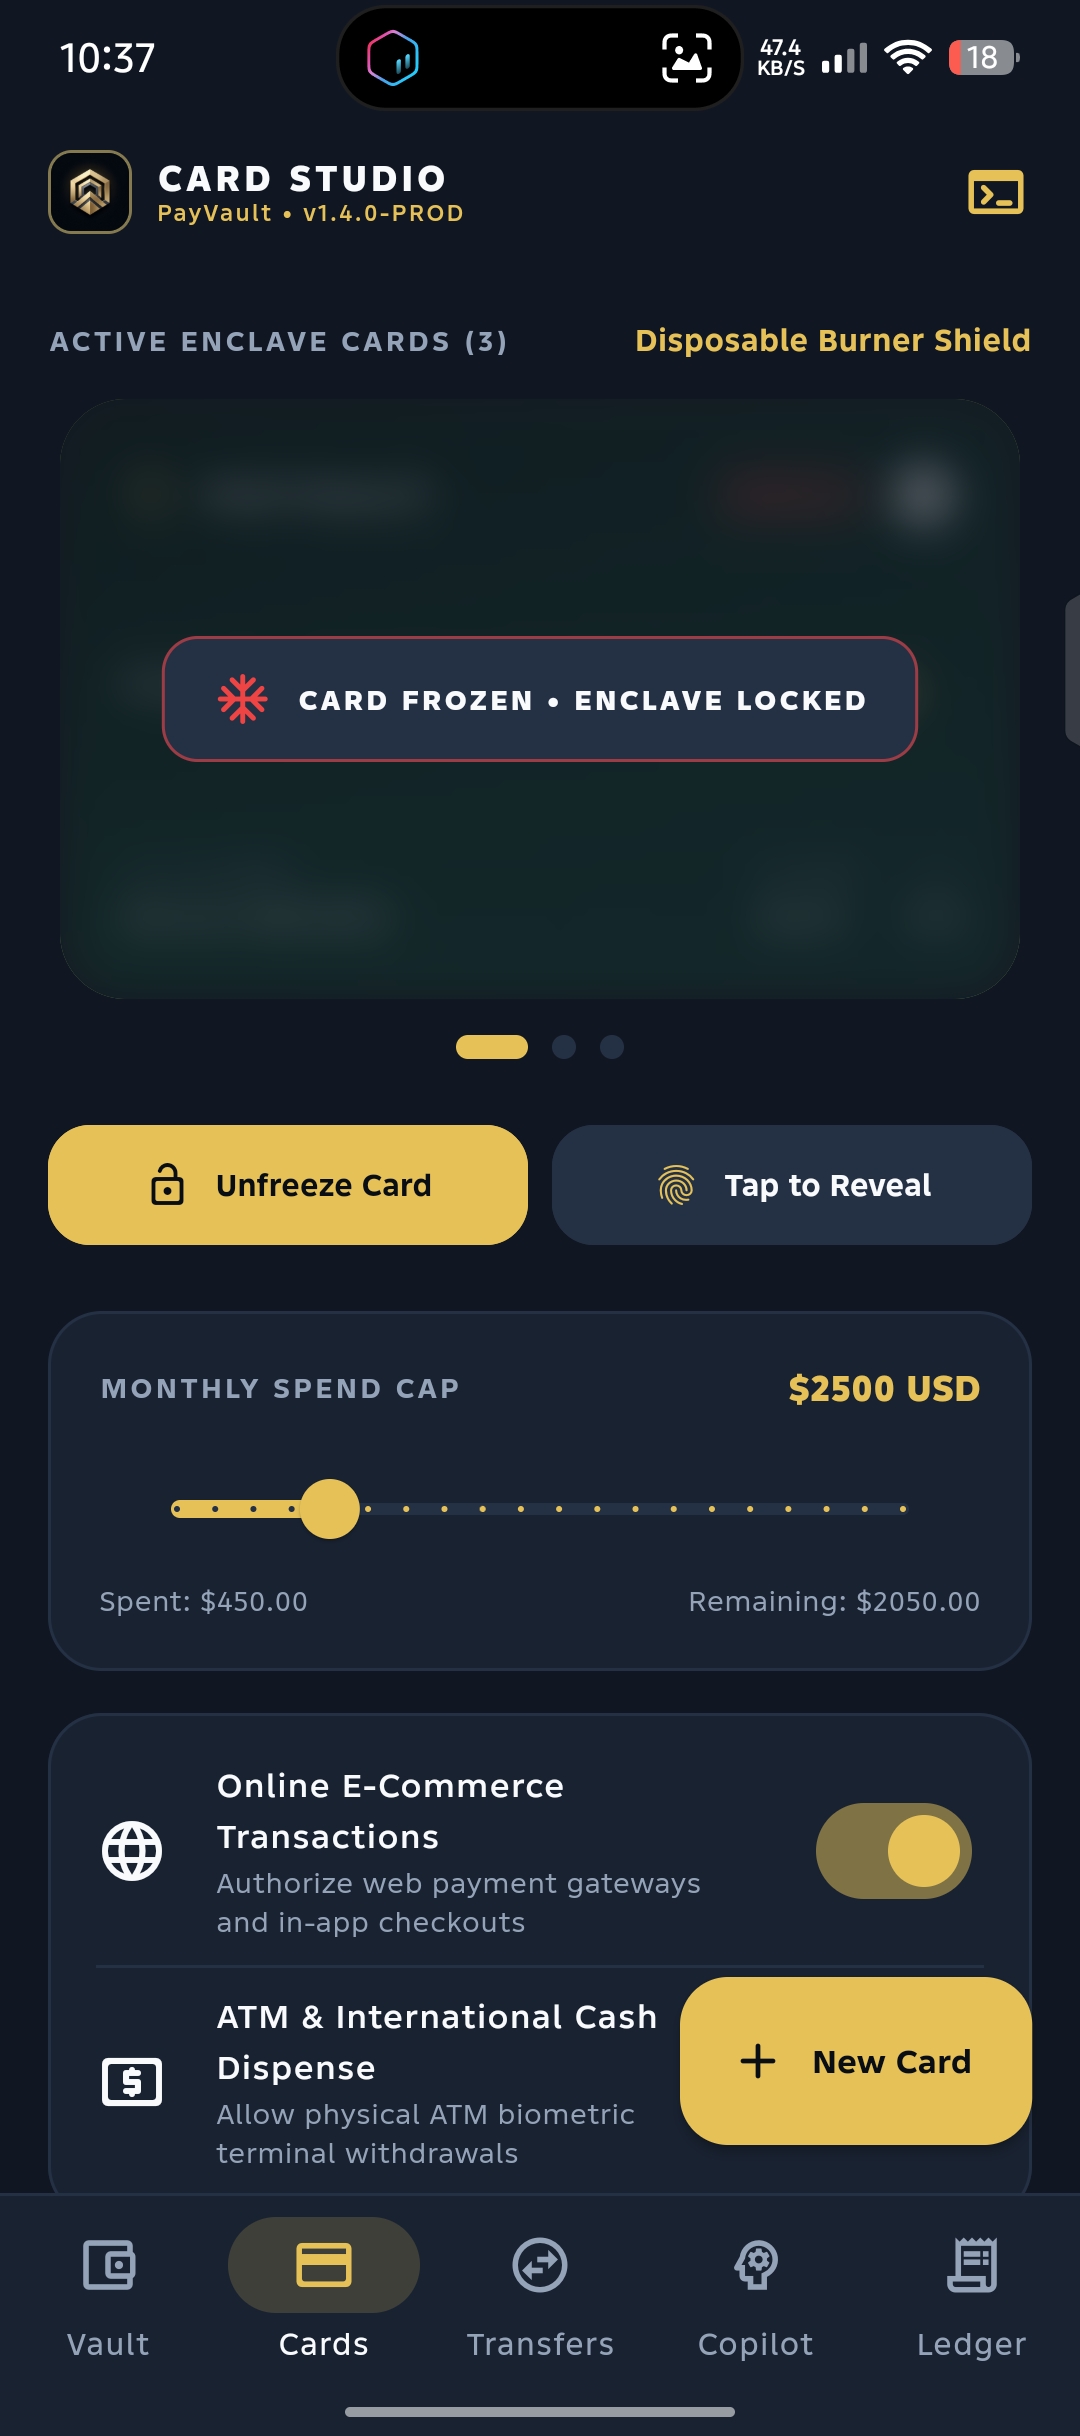 10:37
47.4
KB/S
18
CARD STUDIO
PayVault • v1.4.0-PROD
ACTIVE ENCLAVE CARDS (3)
Disposable Burner Shield
CARD FROZEN • ENCLAVE LOCKED
Unfreeze Card
Tap to Reveal
MONTHLY SPEND CAP
$2500 USD
Spent: $450.00
Remaining: $2050.00
Online E-Commerce
Transactions
Authorize web payment gateways
and in-app checkouts
ATM & International Cash
Dispense
Allow physical ATM biometric
terminal withdrawals
New Card
Vault
Cards
Transfers
Copilot
Ledger